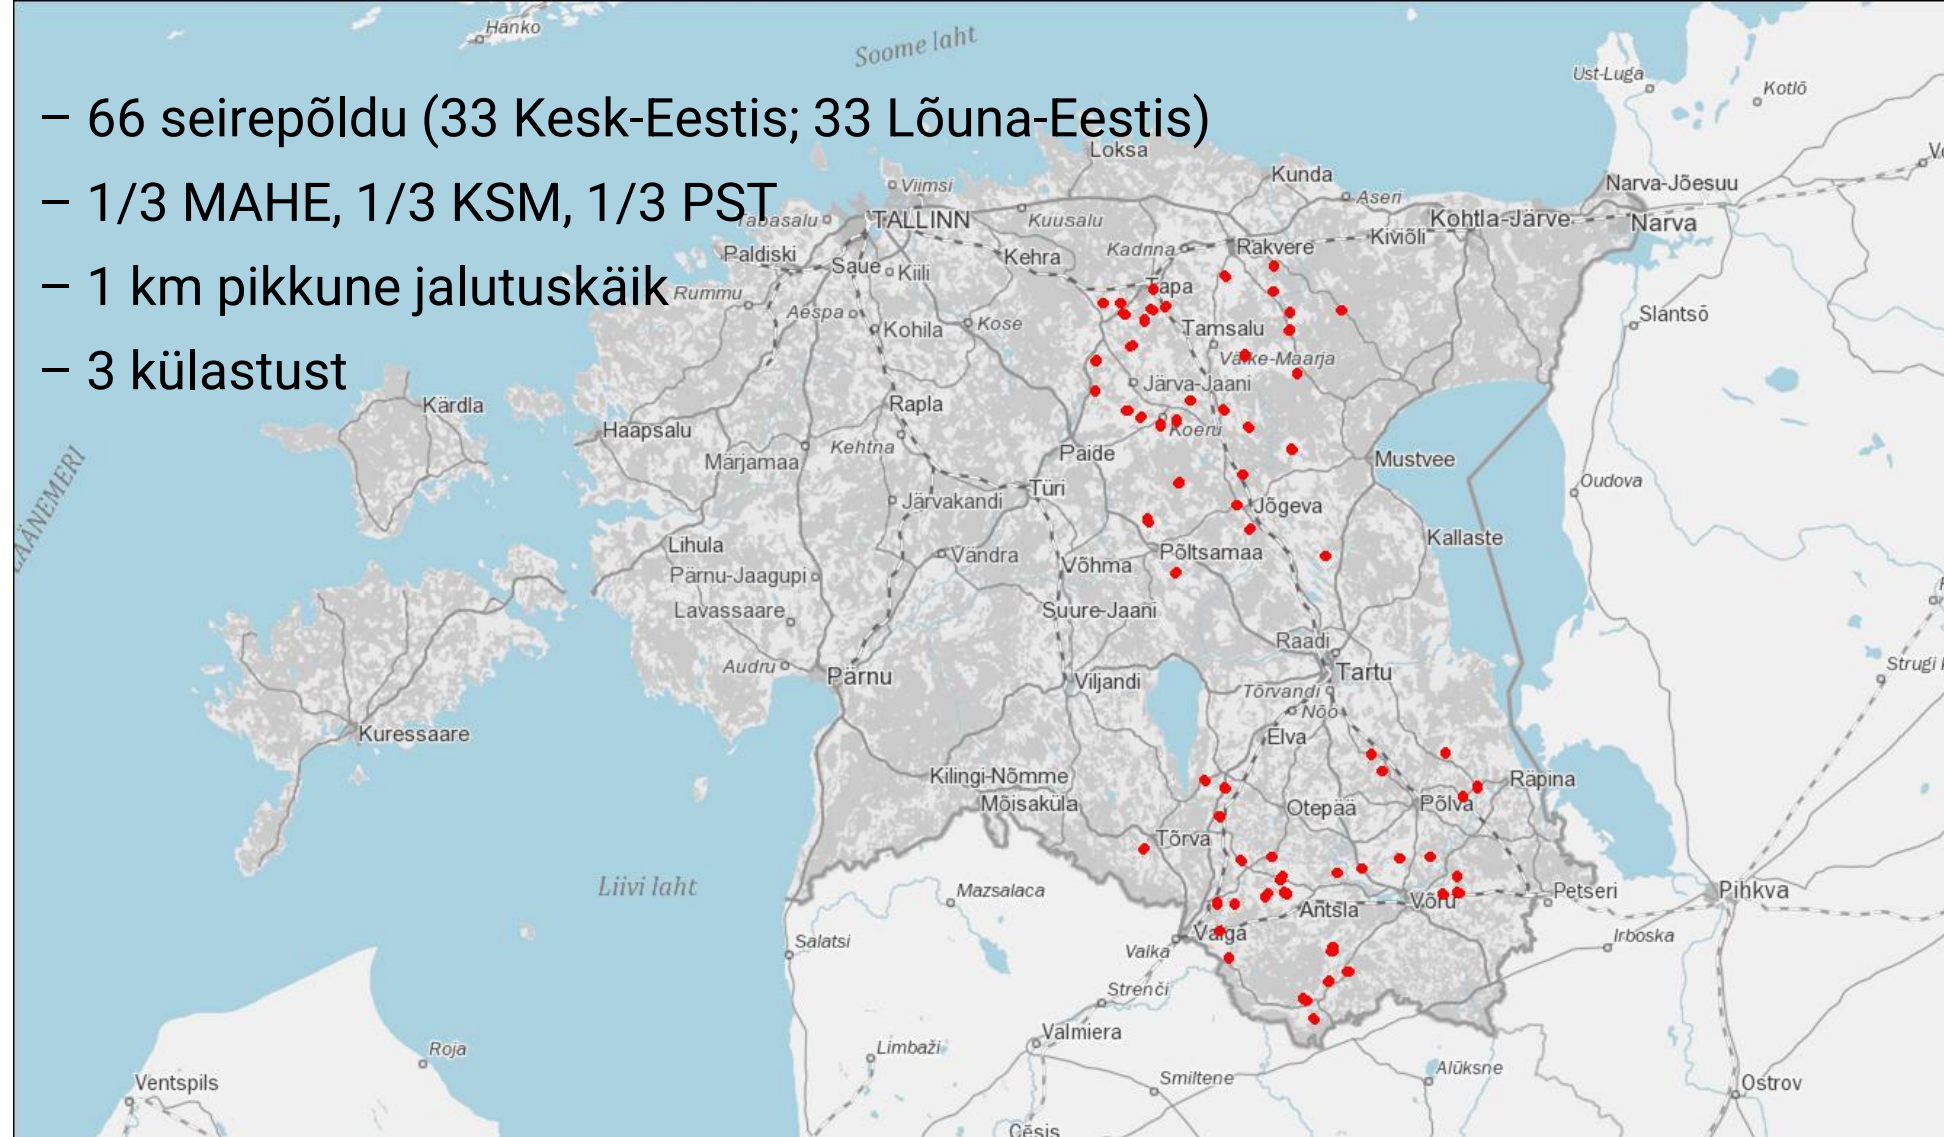 – 66 seirepõldu (33 Kesk-Eestis; 33 Lõuna-Eestis)
– 1/3 MAHE, 1/3 KSM, 1/3 PST
– 1 km pikkune jalutuskäik
– 3 külastust
Hanko
Soome laht
Ust-Luga
Kotlõ
Loksa
Kunda
Viimsi
Aseri
Narva-Jõesuu
Tabasalu
TALLINN
Kuusalu
Kohtla-Järve
Narva
Paldiski
Saue
Kiili
Kehra
Kadrina
Rakvere
Kiviõli
Rummu
Tapa
Aespa
Kohila
Kose
Tamsalu
Slantsõ
Väike-Maarja
Järva-Jaani
Kärdla
Rapla
Haapsalu
Kehtna
Koeru
Märjamaa
Paide
Mustvee
LÄÄNEMERI
Türi
Oudova
Järvakandi
Jõgeva
Lihula
Vändra
Põltsamaa
Kallaste
Pärnu-Jaagupi
Võhma
Lavassaare
Suure-Jaani
Raadi
Audru
Pärnu
Viljandi
Tartu
Strugi
Tõrvandi
Nõo
Kuressaare
Elva
Kilingi-Nõmme
Räpina
Mõisaküla
Otepää
Põlva
Tõrva
Liivi laht
Mazsalaca
Petseri
Pihkva
Antsla
Võru
Salatsi
Valga
Valka
Irboska
Strenči
Valmiera
Roja
Limbaži
Alūksne
Ventspils
Smiltene
Ostrov
Cēsis